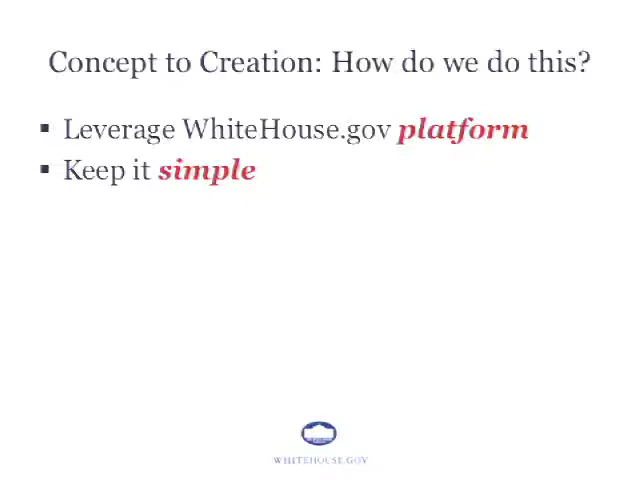 Concept to Creation: How do we do this?
▪ Leverage WhiteHouse.gov platform
▪ Keep it simple
WHITEHOUSE.GOV